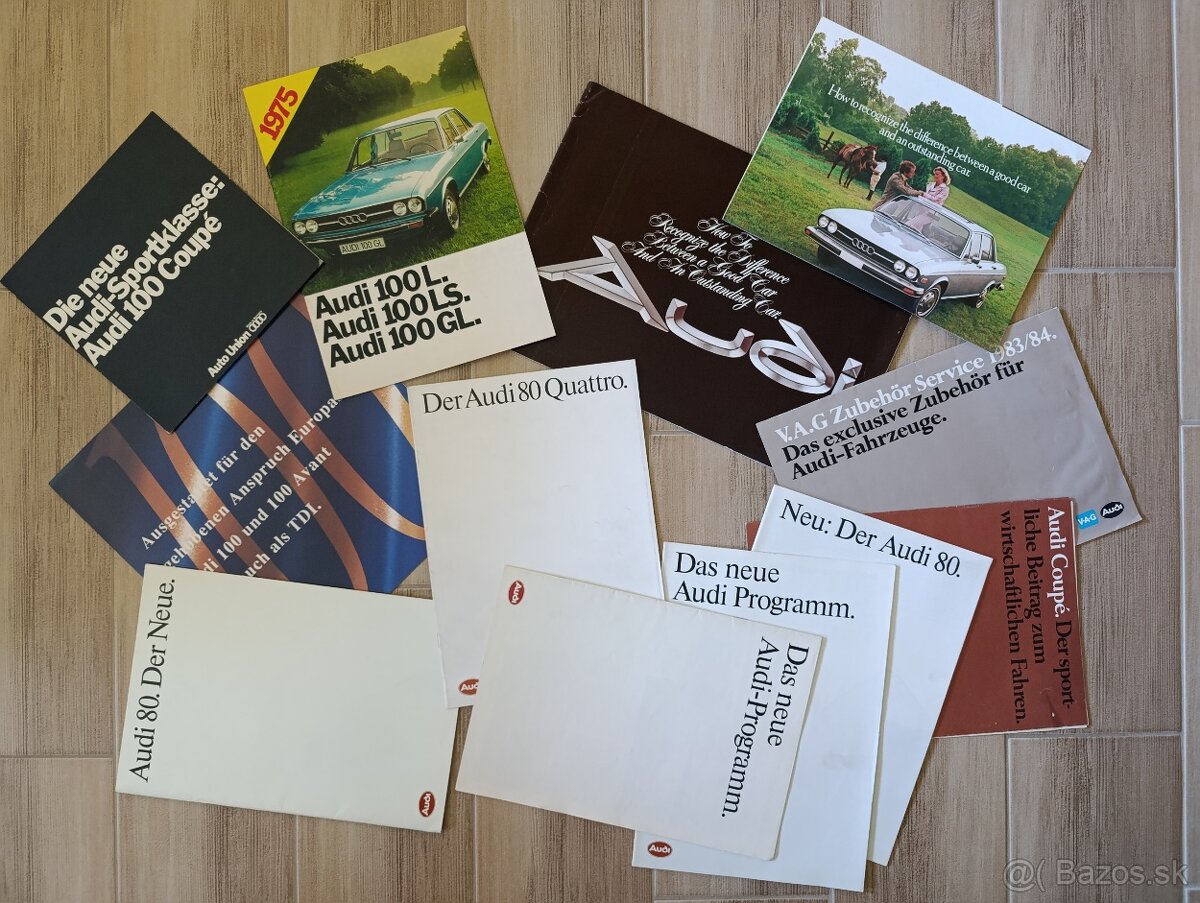 Die neue
Audi-Sportklasse:
Audi 100 Coupé
Auto Union
1975
AUDI 100 GL
Audi 100 L.
Audi 100 LS.
Audi 100 GL.
How To
Recognize the Difference
Between a Good Car
And An Outstanding Car.
Audi
How to recognize the difference between a good car
and an outstanding car.
V.A.G Zubehör Service 1983/84.
Das exclusive Zubehör für
Audi-Fahrzeuge.
V·A·G
Audi
100
Ausgestattet für den
gehobenen Anspruch Europas
di 100 und 100 Avant
uch als TDI.
Der Audi 80 Quattro.
Audi
Neu: Der Audi 80.
Audi Coupé. Der sport-
liche Beitrag zum
wirtschaftlichen Fahren.
Das neue
Audi Programm.
Audi
Das neue
Audi-Programm.
Audi
Audi 80. Der Neue.
Audi
@( Bazos.sk